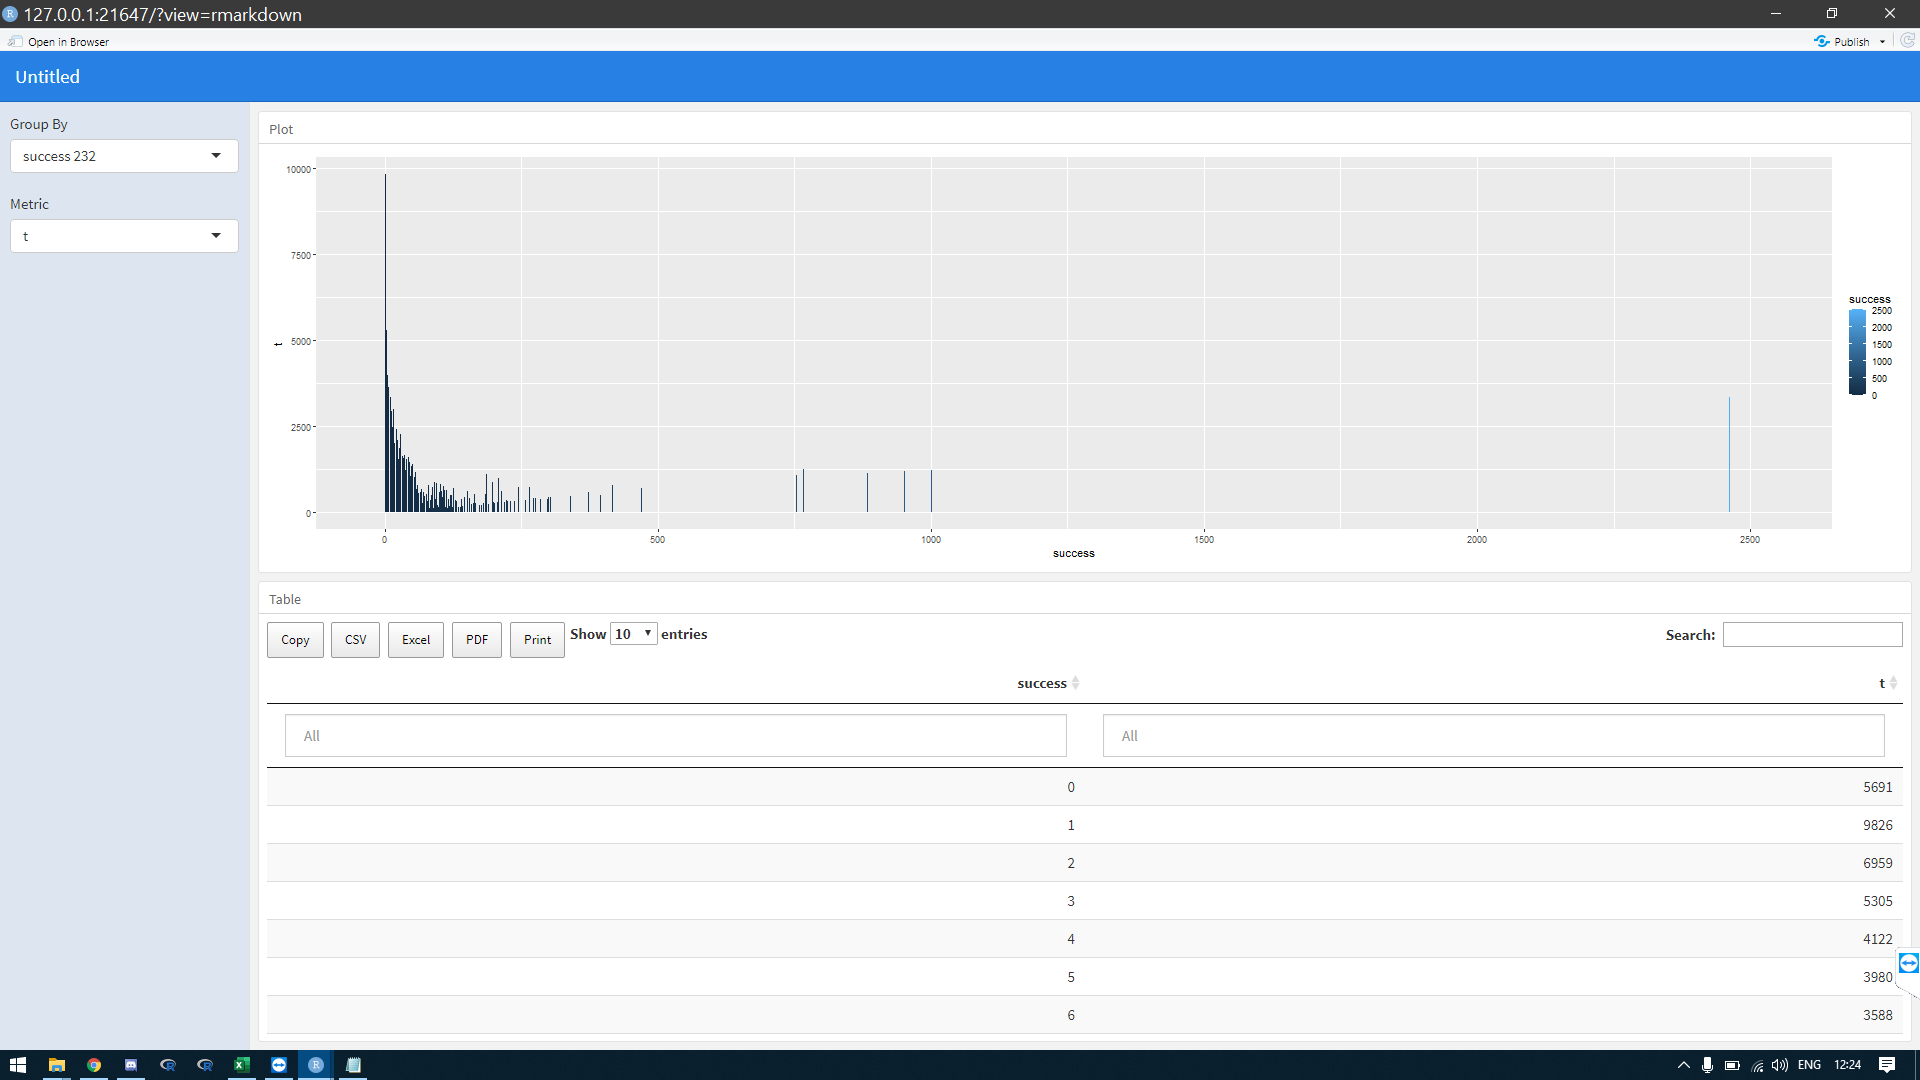 127.0.0.1:21647/?view=rmarkdown
Open in Browser
Publish
Untitled
Group By
success 232
Metric
t
Plot
10000
7500
5000
2500
0
t
0 500 1000 1500 2000 2500
success
success
2500
2000
1500
1000
500
0
Table
Copy CSV Excel PDF Print Show 10 entries Search:
success t
All All
0 5691
1 9826
2 6959
3 5305
4 4122
5 3980
6 3588
ENG 12:24